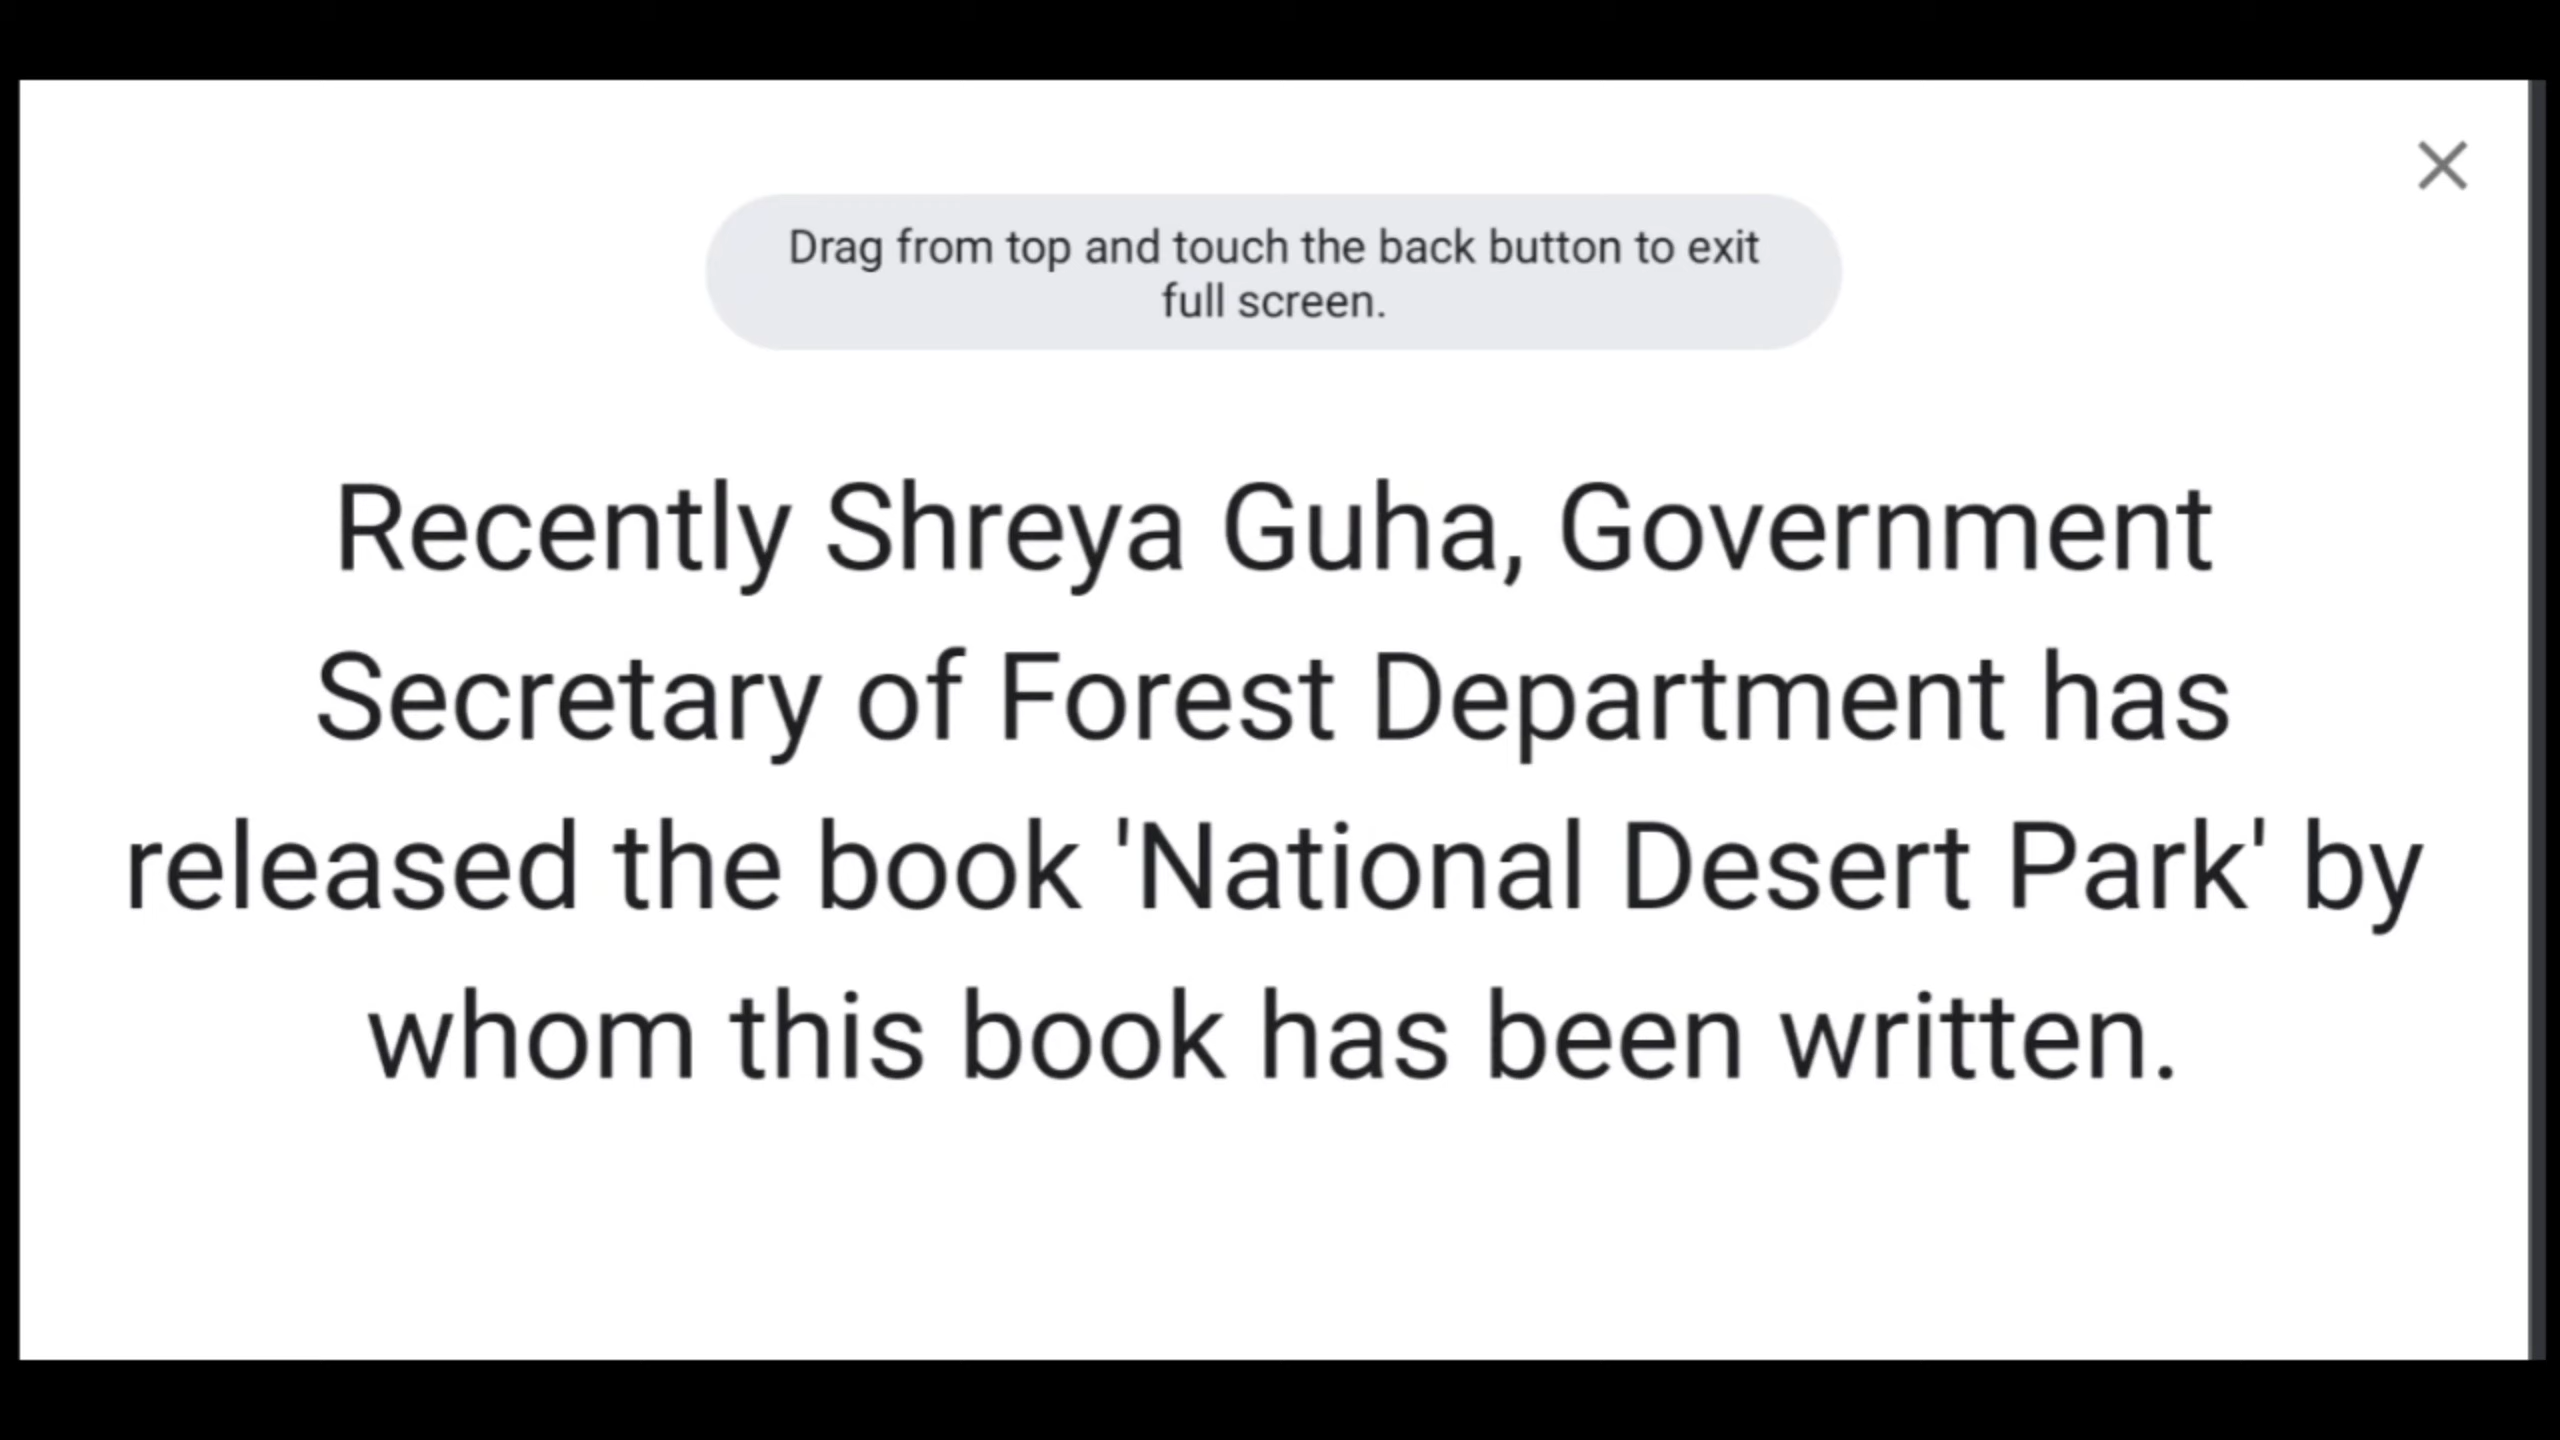 Drag from top and touch the back button to exit
full screen.
Recently Shreya Guha, Government
Secretary of Forest Department has
released the book 'National Desert Park' by
whom this book has been written.